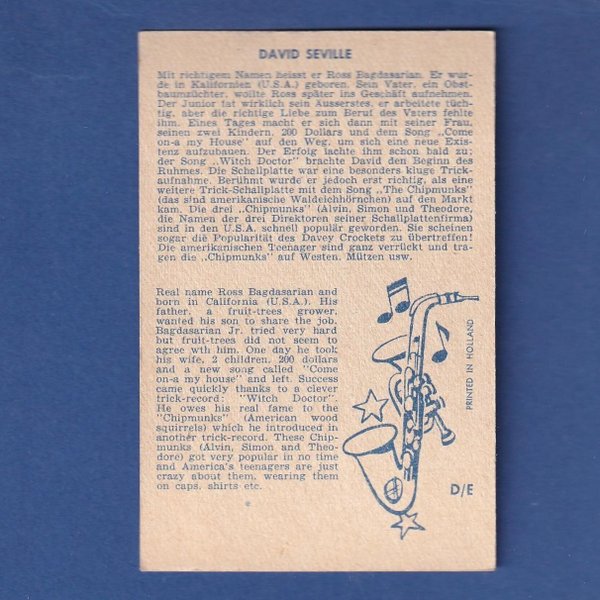 DAVID SEVILLE
Mit richtigem Namen heisst er Ross Bagdasarian. Er wur-
de in Kalifornien (U.S.A.) geboren. Sein Vater, ein Obst-
baumzüchter, wollte Ross später ins Geschäft aufnehmen.
Der Junior tat wirklich sein Ausserstes, er arbeitete tüch-
tig, aber die richtige Liebe zum Beruf des Vaters fehlte
ihm. Eines Tages macht er sich dann mit seiner Frau,
seinen zwei Kindern, 200 Dollars und dem Song „Come
on-a my House" auf den Weg, um sich eine neue Exis-
tenz aufzubauen. Der Erfolg lachte ihm schon bald zu;
der Song „Witch Doctor" brachte David den Beginn des
Ruhmes. Die Schallplatte war eine besonders kluge Trick-
aufnahme. Berühmt wurde er jedoch erst richtig, als eine
weitere Trick-Schallplatte mit dem Song „The Chipmunks"
(das sind amerikanische Waldeichhörnchen) auf den Markt
kam. Die drei „Chipmunks" (Alvin, Simon und Theodore,
die Namen der drei Direktoren seiner Schallplattenfirma)
sind in den U.S.A. schnell populär geworden. Sie scheinen
sogar die Popularität des Davey Crockets zu übertreffen!
Die amerikanischen Teenager sind ganz verrückt und tra-
gen die „Chipmunks" auf Westen. Mützen usw.
Real name Ross Bagdasarian and
born in California (U.S.A.). His
father, a fruit-trees grower,
wanted his son to share the job.
Bagdasarian Jr. tried very hard
but fruit-trees did not seem to
agree wth him. One day he took
his wife, 2 children, 200 dollars
and a new song called "Come
on-a my house" and left. Success
came quickly thanks to a clever
trick-record: "Witch Doctor".
He owes his real fame to the
"Chipmunks" (American wood
squirrels) which he introduced in
another trick-record. These Chip-
munks (Alvin, Simon and Theo-
dore) got very popular in no time
and America's teenagers are just
crazy about them, wearing them
on caps, shirts etc.
PRINTED IN HOLLAND
D/E